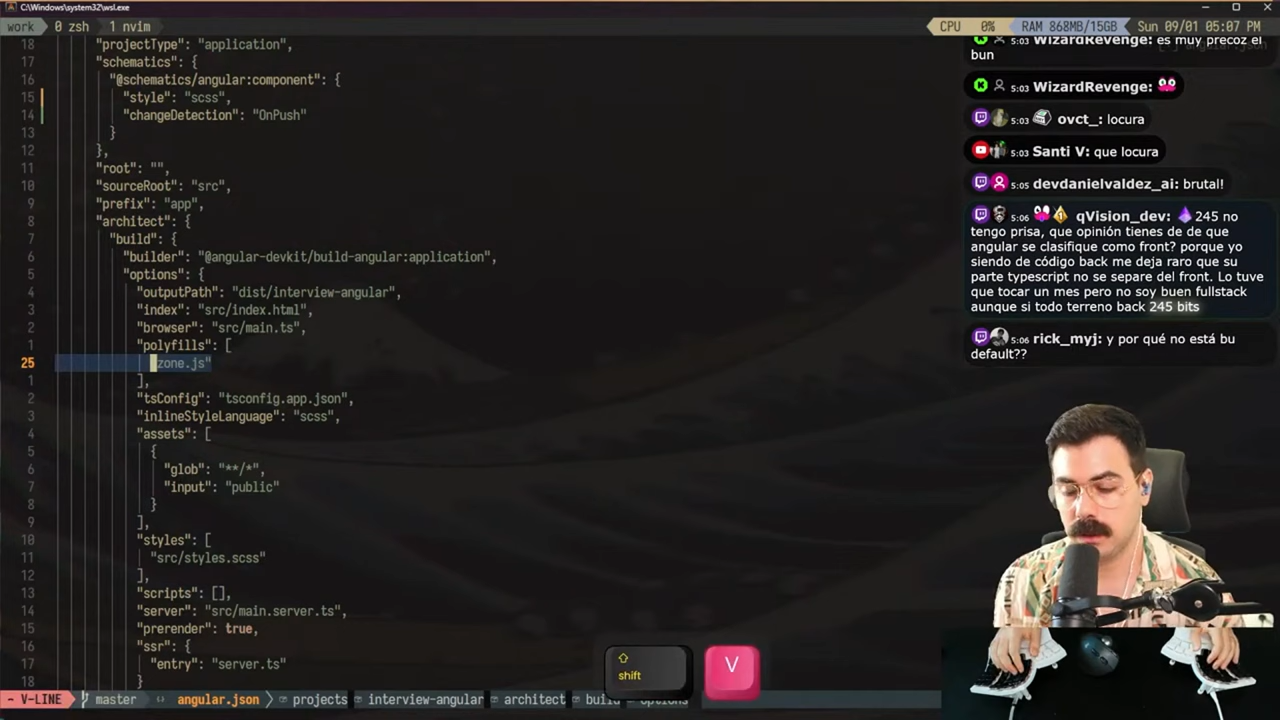 C:\Windows\system32\wsl.exe
work 0 zsh 1 nvim
CPU 0% RAM 868MB/15GB Sun 09/01 05:07 PM
18 "projectType": "application",
17 "schematics": {
16 "@schematics/angular:component": {
15 "style": "scss",
14 "changeDetection": "OnPush"
13 }
12 },
11 "root": "",
10 "sourceRoot": "src",
9 "prefix": "app",
8 "architect": {
7 "build": {
6 "builder": "@angular-devkit/build-angular:application",
5 "options": {
4 "outputPath": "dist/interview-angular",
3 "index": "src/index.html",
2 "browser": "src/main.ts",
1 "polyfills": [
25 "zone.js"
1 ],
2 "tsConfig": "tsconfig.app.json",
3 "inlineStyleLanguage": "scss",
4 "assets": [
5 {
6 "glob": "**/*",
7 "input": "public"
8 }
9 ],
10 "styles": [
11 "src/styles.scss"
12 ],
13 "scripts": [],
14 "server": "src/main.server.ts",
15 "prerender": true,
16 "ssr": {
17 "entry": "server.ts"
18 }
~ V-LINE master angular.json projects interview-angular architect build options
5:03 WizardRevenge: es muy precoz el
bun
5:03 WizardRevenge:
5:03 ovct_: locura
5:03 Santi V: que locura
5:05 devdanielvaldez_ai: brutal!
5:06 qVision_dev: 245 no
tengo prisa, que opinión tienes de de que
angular se clasifique como front? porque yo
siendo de código back me deja raro que su
parte typescript no se separe del front. Lo tuve
que tocar un mes pero no soy buen fullstack
aunque si todo terreno back 245 bits
5:06 rick_myj: y por qué no está bu
default??
shift
V